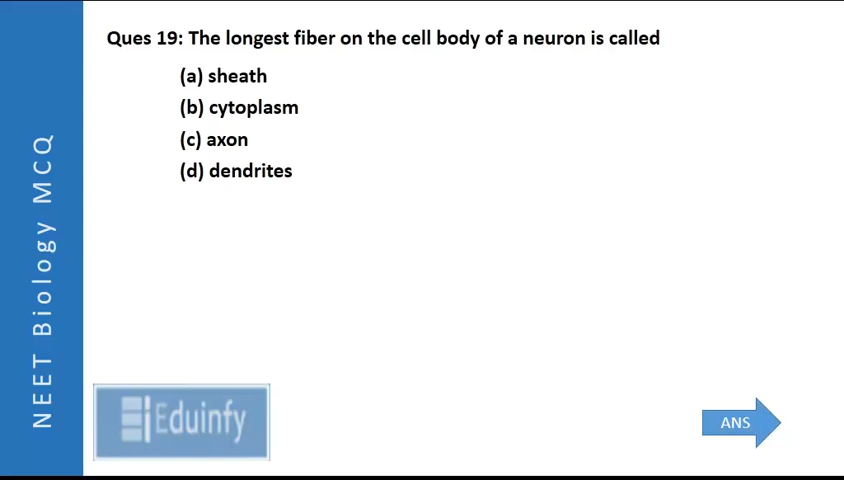 Ques 19: The longest fiber on the cell body of a neuron is called
(a) sheath
(b) cytoplasm
(c) axon
(d) dendrites
NEET Biology MCQ
Eduinfy
ANS